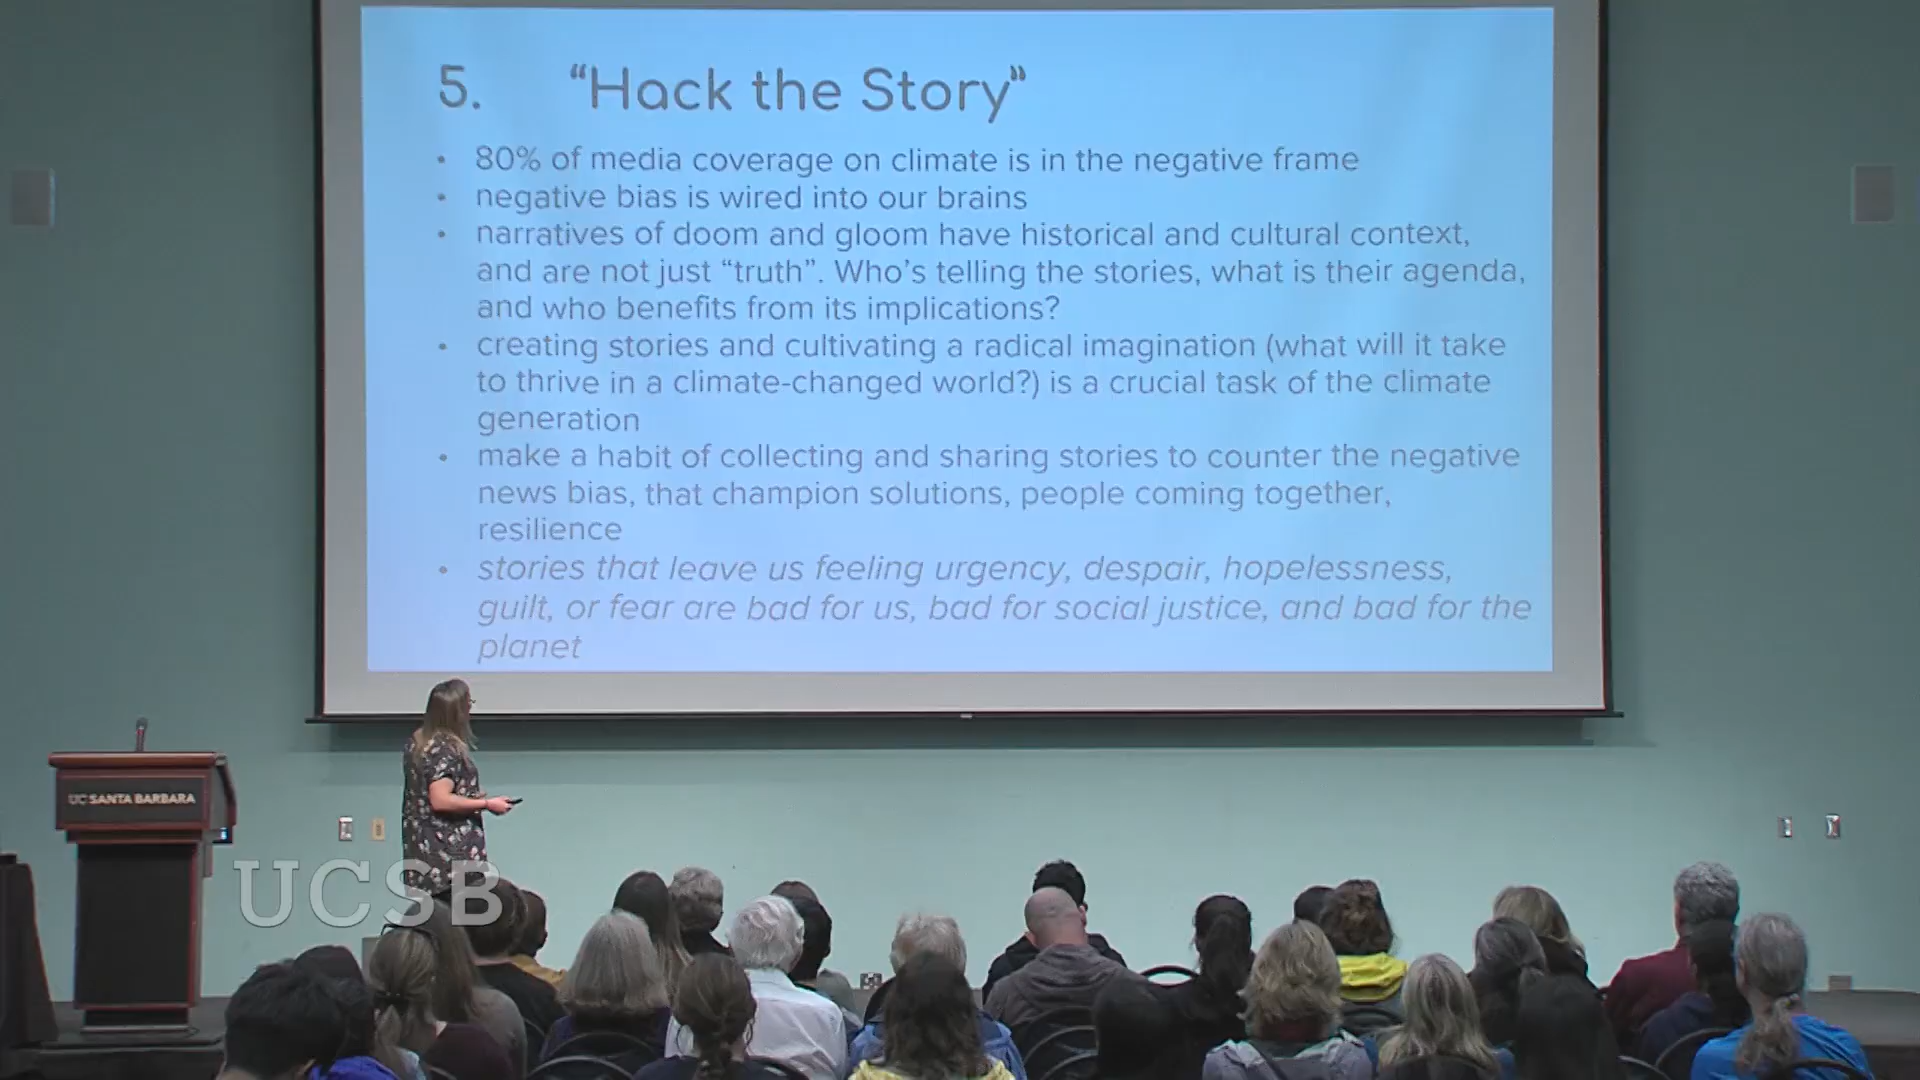 5. “Hack the Story”
• 80% of media coverage on climate is in the negative frame
• negative bias is wired into our brains
• narratives of doom and gloom have historical and cultural context,
and are not just “truth”. Who’s telling the stories, what is their agenda,
and who benefits from its implications?
• creating stories and cultivating a radical imagination (what will it take
to thrive in a climate-changed world?) is a crucial task of the climate
generation
• make a habit of collecting and sharing stories to counter the negative
news bias, that champion solutions, people coming together,
resilience
• stories that leave us feeling urgency, despair, hopelessness,
guilt, or fear are bad for us, bad for social justice, and bad for the
planet
UC SANTA BARBARA
UCSB